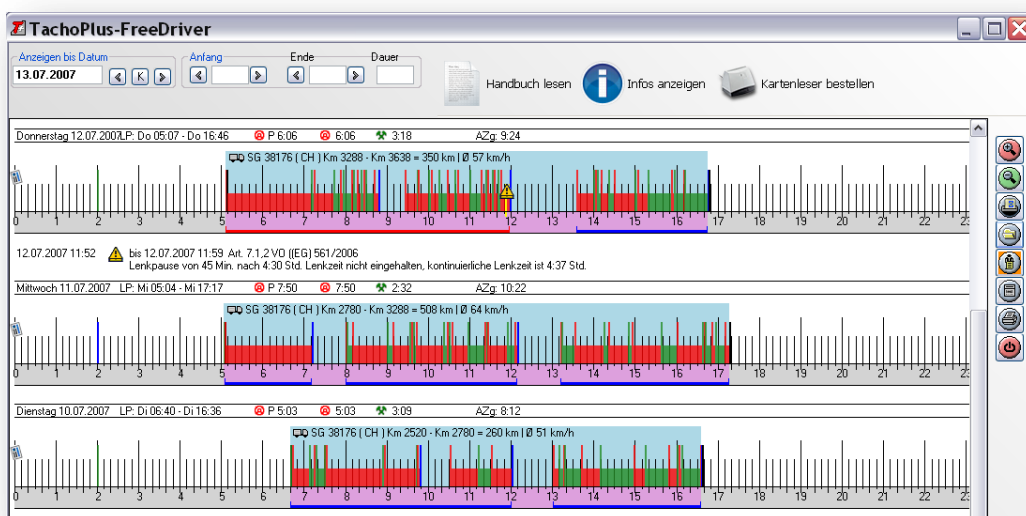 TachoPlus-FreeDriver
Anzeigen bis Datum Anfang Ende Dauer
13.07.2007 K
Handbuch lesen Infos anzeigen Kartenleser bestellen
Donnerstag 12.07.2007LP: Do 05:07 - Do 16:46 P 6:06 6:06 3:18 AZg: 9:24
SG 38176 ( CH ) Km 3288 - Km 3638 = 350 km | Ø 57 km/h
0 1 2 3 4 5 6 7 8 9 10 11 12 13 14 15 16 17 18 19 20 21 22 23
12.07.2007 11:52 bis 12.07.2007 11:59 Art. 7.1,2 VO ((EG) 561/2006
Lenkpause von 45 Min. nach 4:30 Std. Lenkzeit nicht eingehalten, kontinuierliche Lenkzeit ist 4:37 Std.
Mittwoch 11.07.2007 LP: Mi 05:04 - Mi 17:17 P 7:50 7:50 2:32 AZg: 10:22
SG 38176 ( CH ) Km 2780 - Km 3288 = 508 km | Ø 64 km/h
0 1 2 3 4 5 6 7 8 9 10 11 12 13 14 15 16 17 18 19 20 21 22 23
Dienstag 10.07.2007 LP: Di 06:40 - Di 16:36 P 5:03 5:03 3:09 AZg: 8:12
SG 38176 ( CH ) Km 2520 - Km 2780 = 260 km | Ø 51 km/h
0 1 2 3 4 5 6 7 8 9 10 11 12 13 14 15 16 17 18 19 20 21 22 23